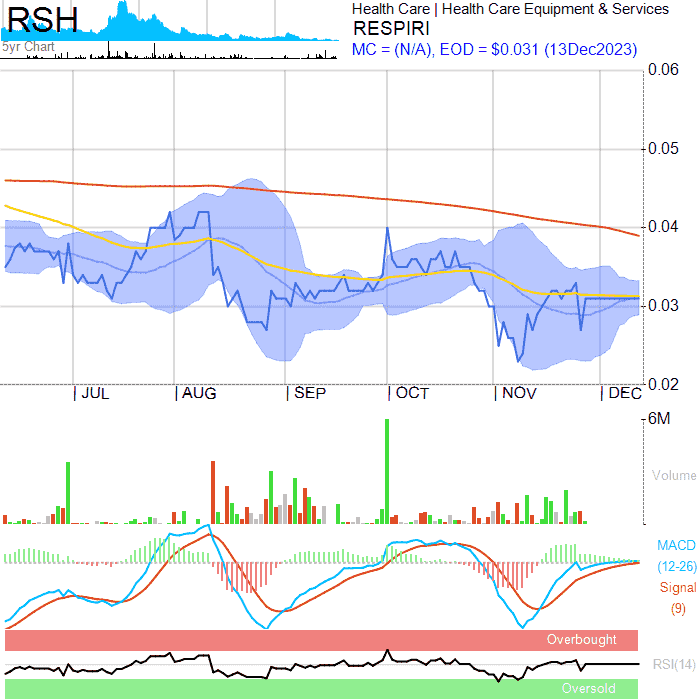 RSH
5yr Chart
Health Care | Health Care Equipment & Services
RESPIRI
MC = (N/A), EOD = $0.031 (13Dec2023)
0.06
0.05
0.04
0.03
0.02
| JUL | AUG | SEP | OCT | NOV | DEC
6M
Volume
MACD
(12-26)
Signal
(9)
Overbought
RSI(14)
Oversold